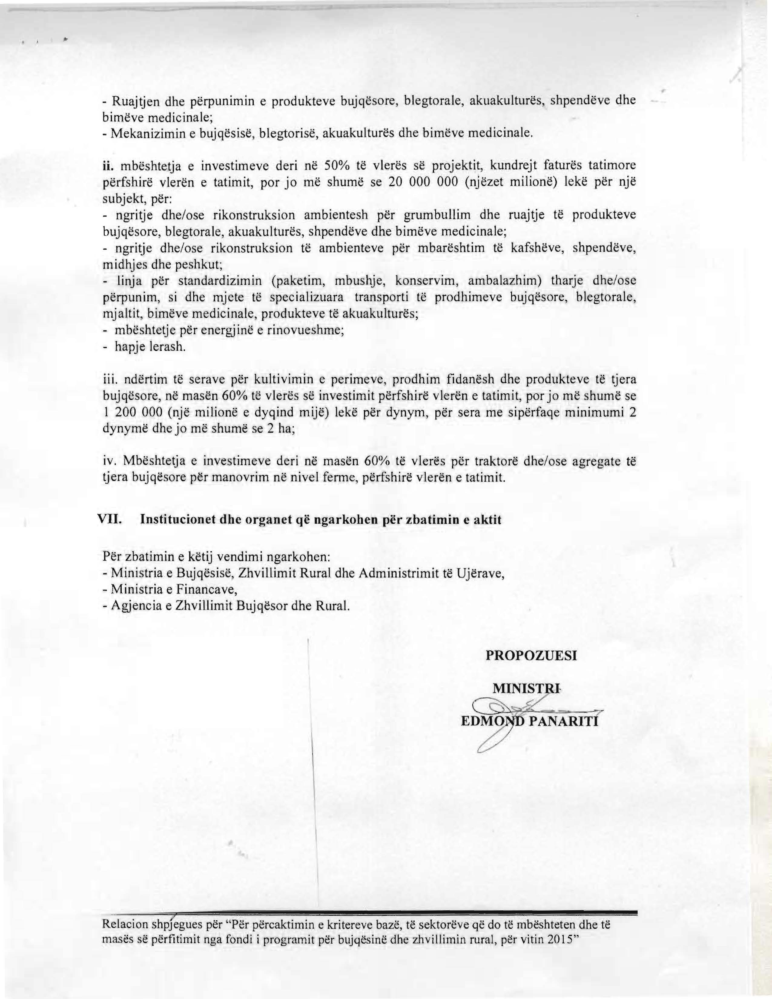 - Ruajtjen dhe përpunimin e produkteve bujqësore, blegtorale, akuakulturës, shpendëve dhe
bimëve medicinale;
- Mekanizimin e bujqësisë, blegtorisë, akuakulturës dhe bimëve medicinale.
ii. mbështetja e investimeve deri në 50% të vlerës së projektit, kundrejt faturës tatimore
përfshirë vlerën e tatimit, por jo më shumë se 20 000 000 (njëzet milionë) lekë për një
subjekt, për:
- ngritje dhe/ose rikonstruksion ambientesh për grumbullim dhe ruajtje të produkteve
bujqësore, blegtorale, akuakulturës, shpendëve dhe bimëve medicinale;
- ngritje dhe/ose rikonstruksion të ambienteve për mbarështim të kafshëve, shpendëve,
midhjes dhe peshkut;
- linja për standardizimin (paketim, mbushje, konservim, ambalazhim) tharje dhe/ose
përpunim, si dhe mjete të specializuara transporti të prodhimeve bujqësore, blegtorale,
mjaltit, bimëve medicinale, produkteve të akuakulturës;
- mbështetje për energjinë e rinovueshme;
- hapje lerash.
iii. ndërtim të serave për kultivimin e perimeve, prodhim fidanësh dhe produkteve të tjera
bujqësore, në masën 60% të vlerës së investimit përfshirë vlerën e tatimit, por jo më shumë se
1 200 000 (një milionë e dyqind mijë) lekë për dynym, për sera me sipërfaqe minimumi 2
dynymë dhe jo më shumë se 2 ha;
iv. Mbështetja e investimeve deri në masën 60% të vlerës për traktorë dhe/ose agregate të
tjera bujqësore për manovrim në nivel ferme, përfshirë vlerën e tatimit.
VII. Institucionet dhe organet që ngarkohen për zbatimin e aktit
Për zbatimin e këtij vendimi ngarkohen:
- Ministria e Bujqësisë, Zhvillimit Rural dhe Administrimit të Ujërave,
- Ministria e Financave,
- Agjencia e Zhvillimit Bujqësor dhe Rural.
PROPOZUESI
MINISTRI
EDMOND PANARITI
Relacion shpjegues për “Për përcaktimin e kritereve bazë, të sektorëve që do të mbështeten dhe të
masës së përfitimit nga fondi i programit për bujqësinë dhe zhvillimin rural, për vitin 2015”